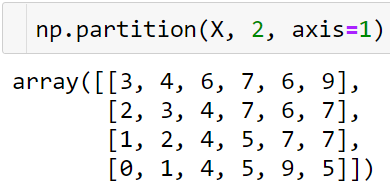 np.partition(X, 2, axis=1)
array([[3, 4, 6, 7, 6, 9],
       [2, 3, 4, 7, 6, 7],
       [1, 2, 4, 5, 7, 7],
       [0, 1, 4, 5, 9, 5]])